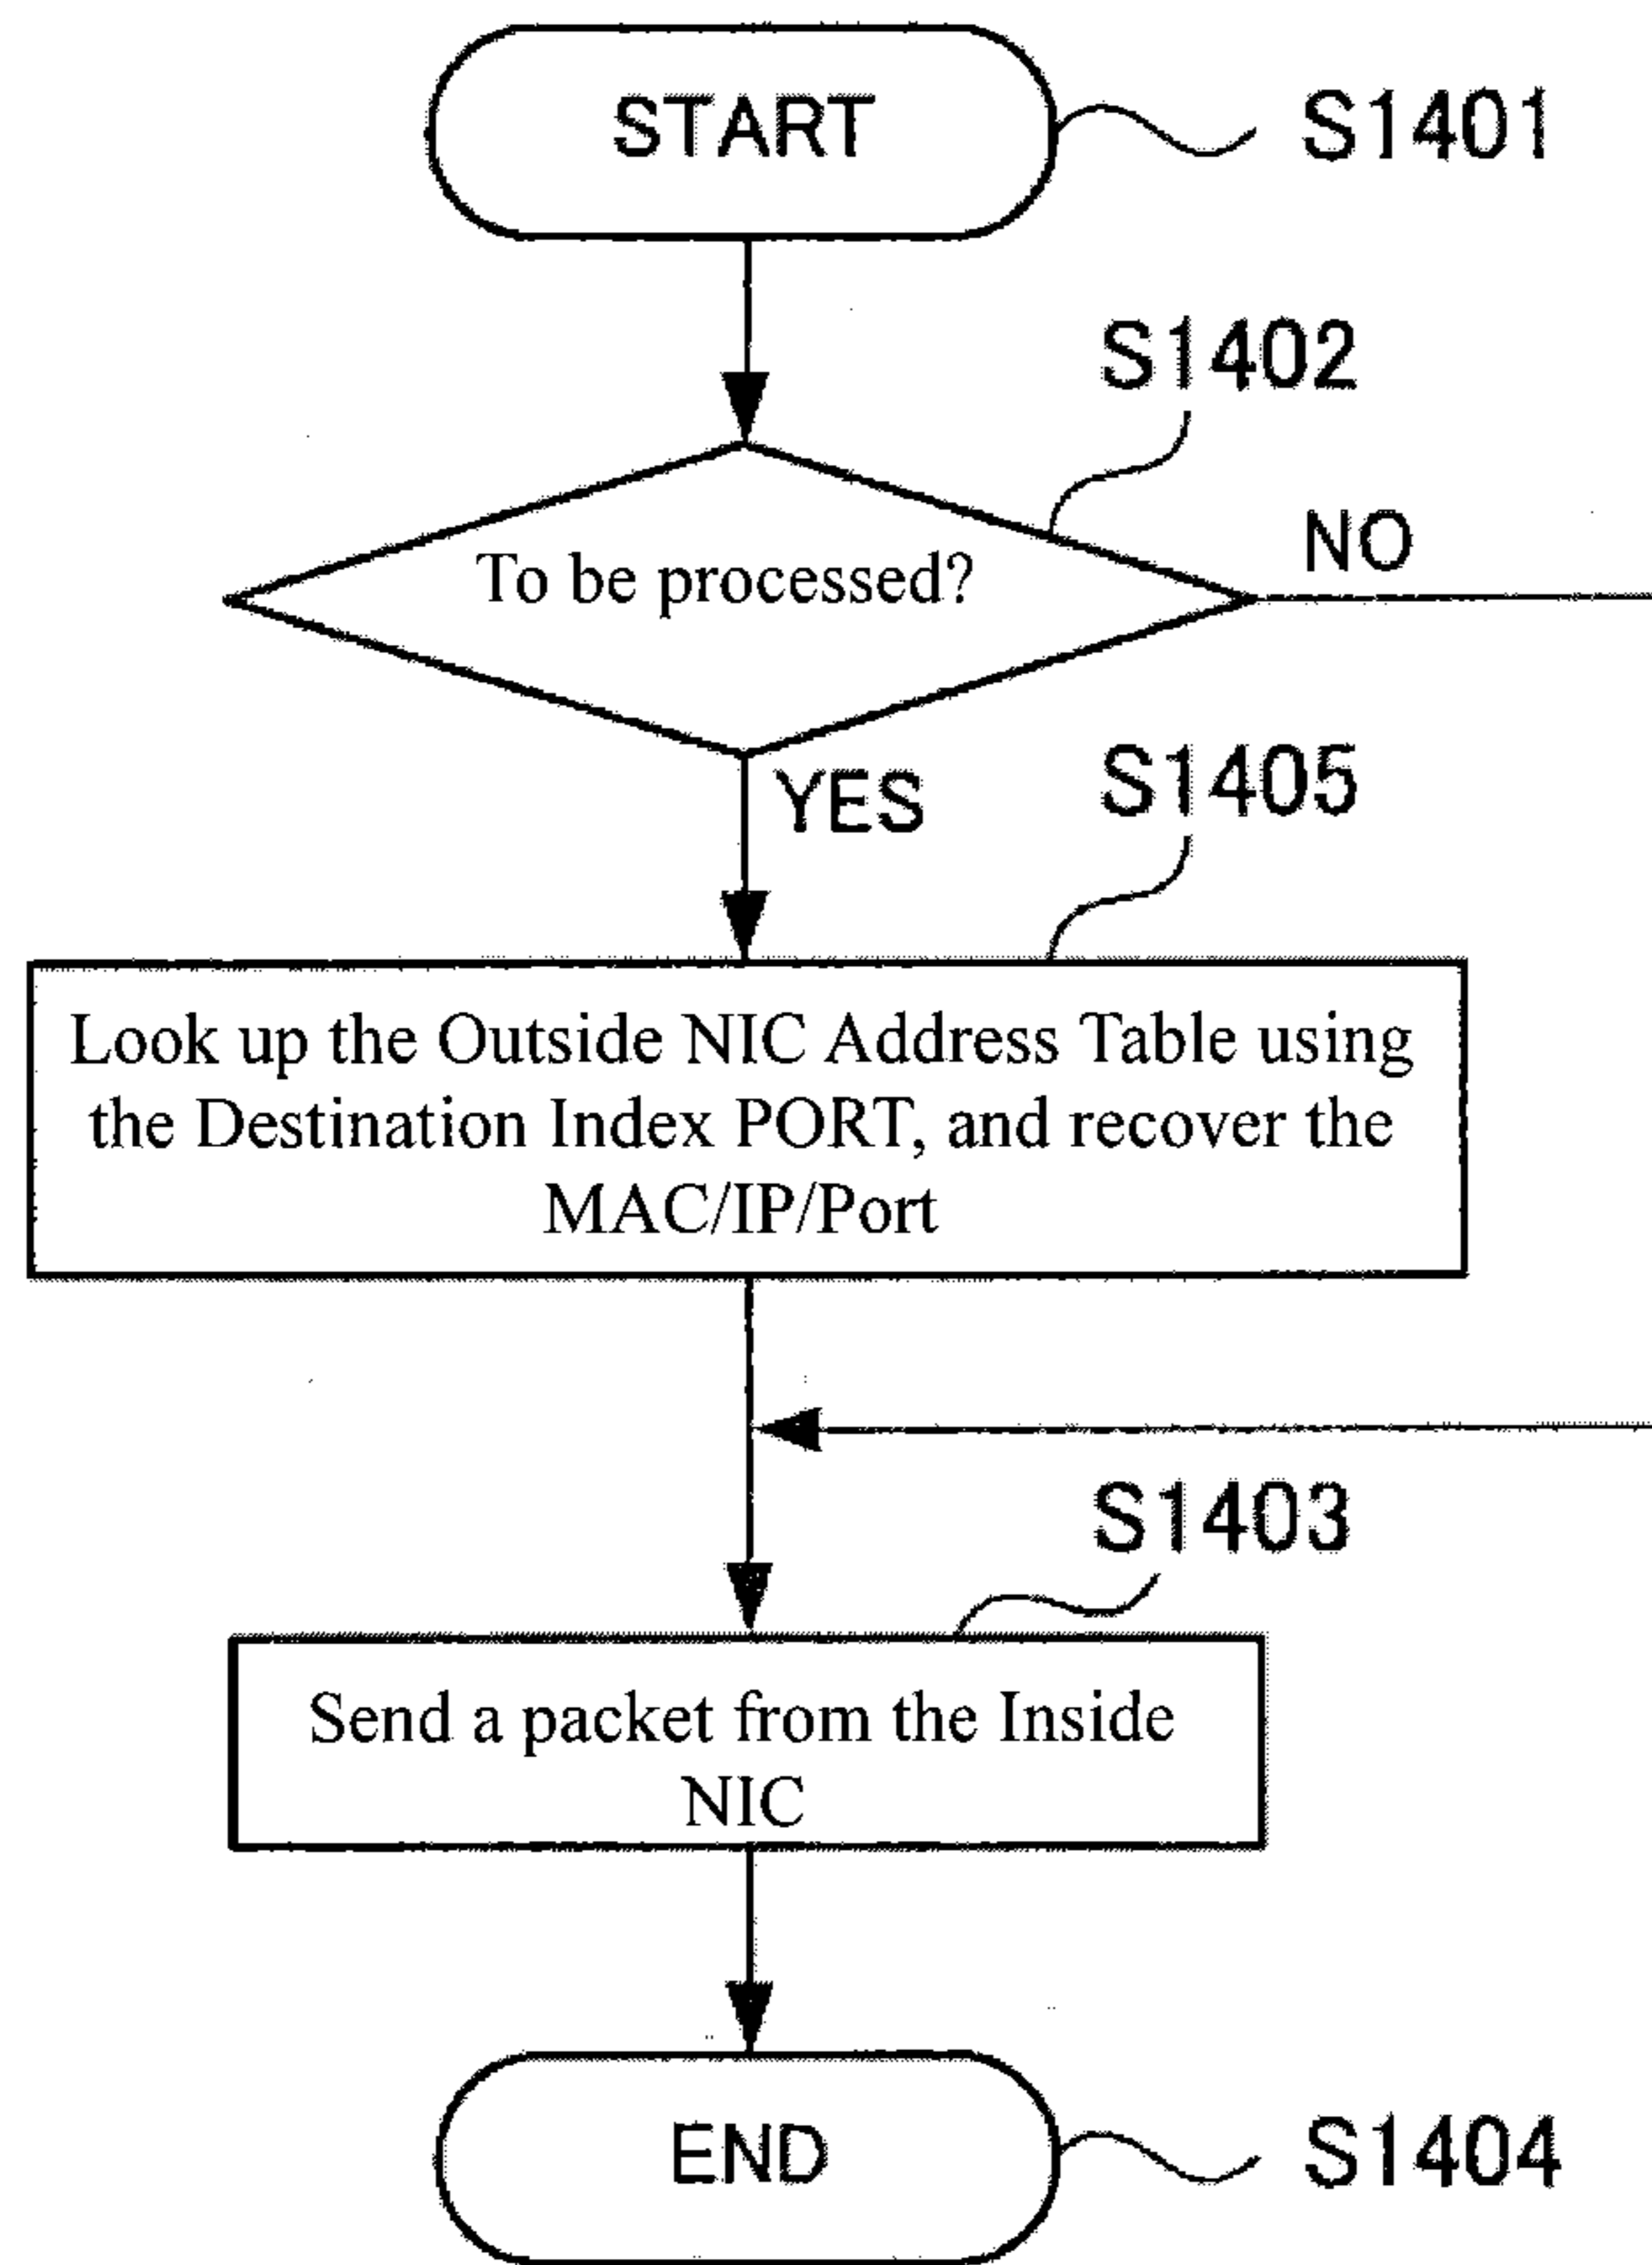 START
S1401
S1402
To be processed?
NO
YES
S1405
Look up the Outside NIC Address Table using
the Destination Index PORT, and recover the
MAC/IP/Port
S1403
Send a packet from the Inside
NIC
END
S1404